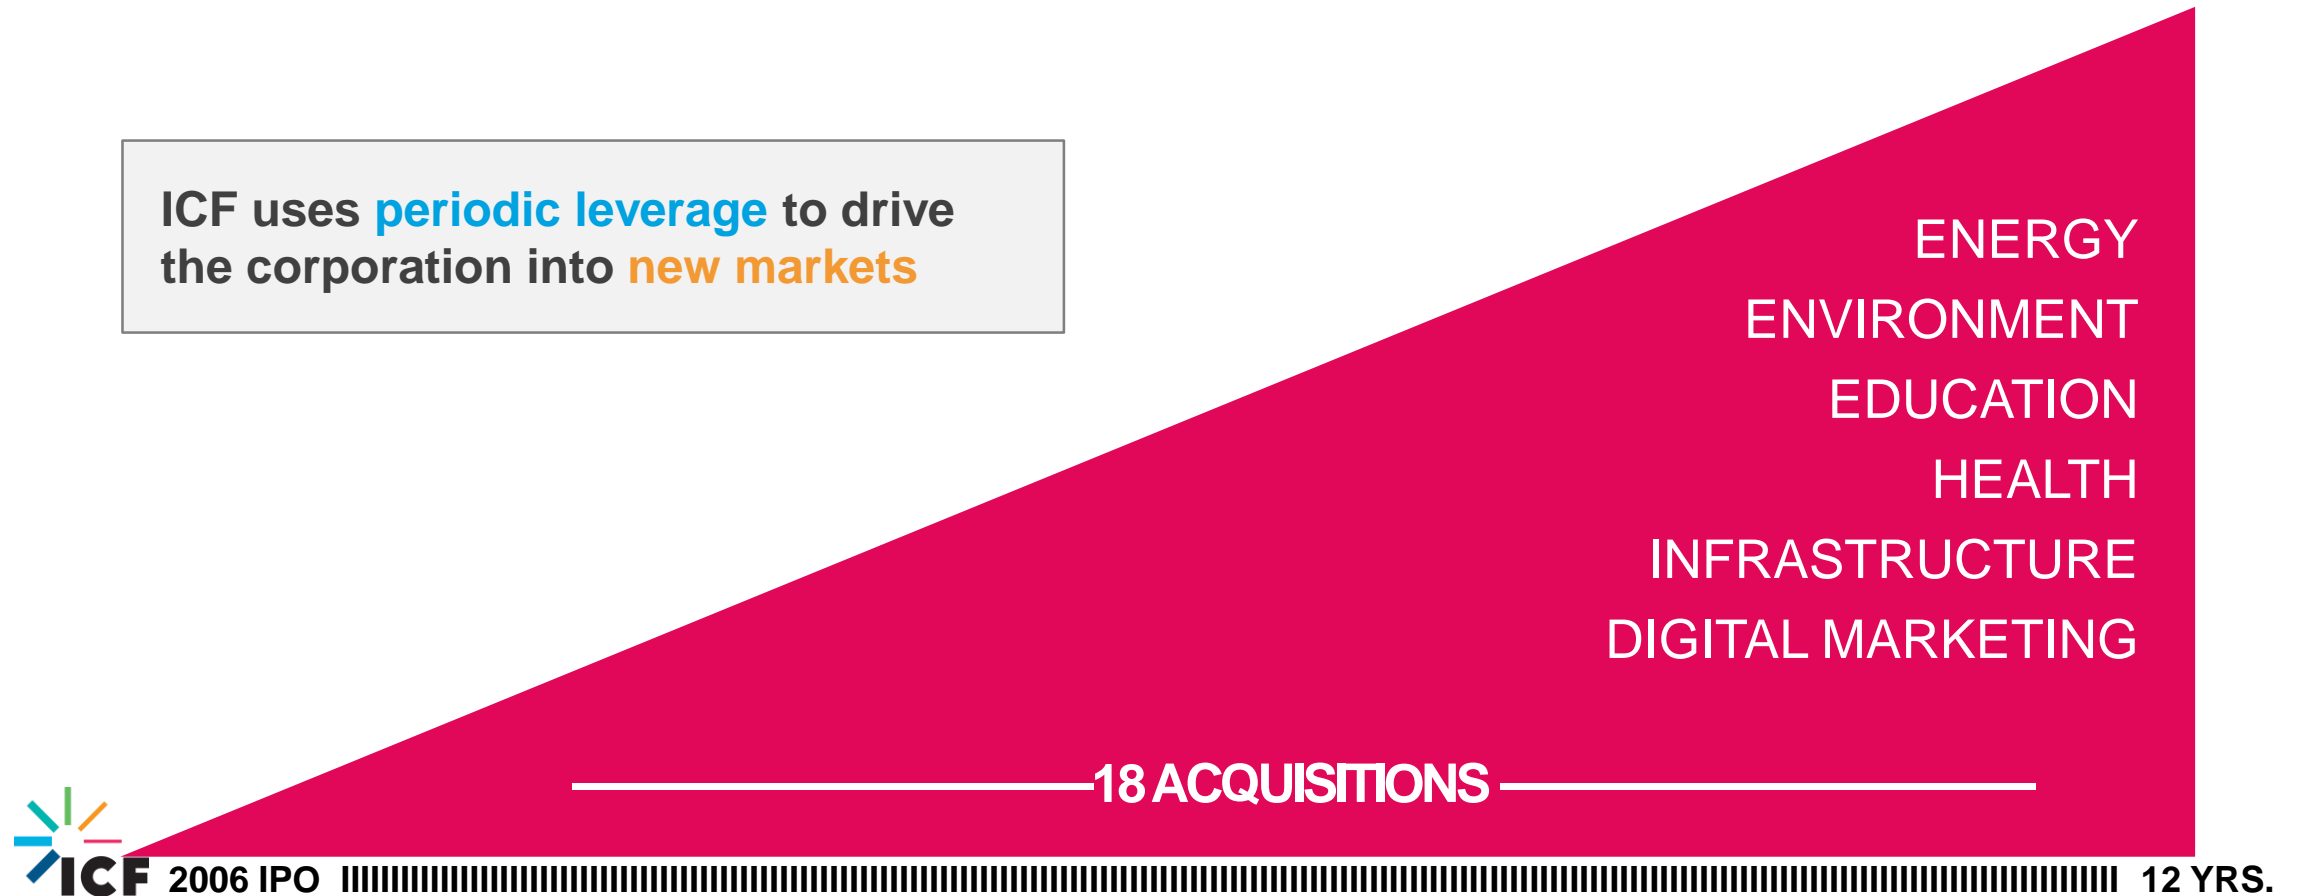 ICF uses periodic leverage to drive
the corporation into new markets
ENERGY
ENVIRONMENT
EDUCATION
HEALTH
INFRASTRUCTURE
DIGITAL MARKETING
18 ACQUISITIONS
ICF 2006 IPO 12 YRS.